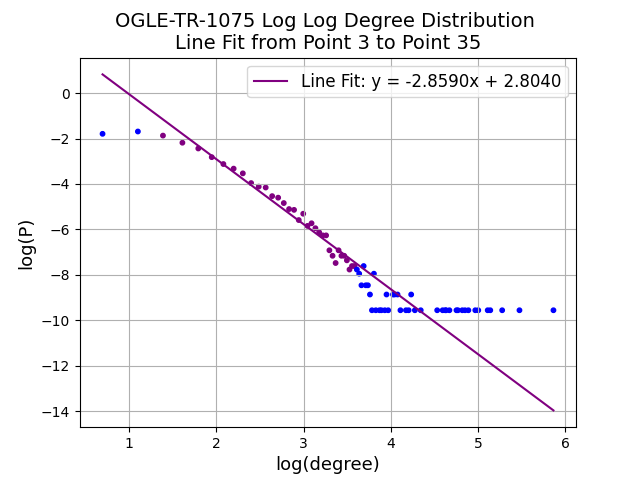 OGLE-TR-1075 Log Log Degree Distribution
Line Fit from Point 3 to Point 35
Line Fit: y = -2.8590x + 2.8040
log(P)
0
−2
−4
−6
−8
−10
−12
−14
1 2 3 4 5 6
log(degree)